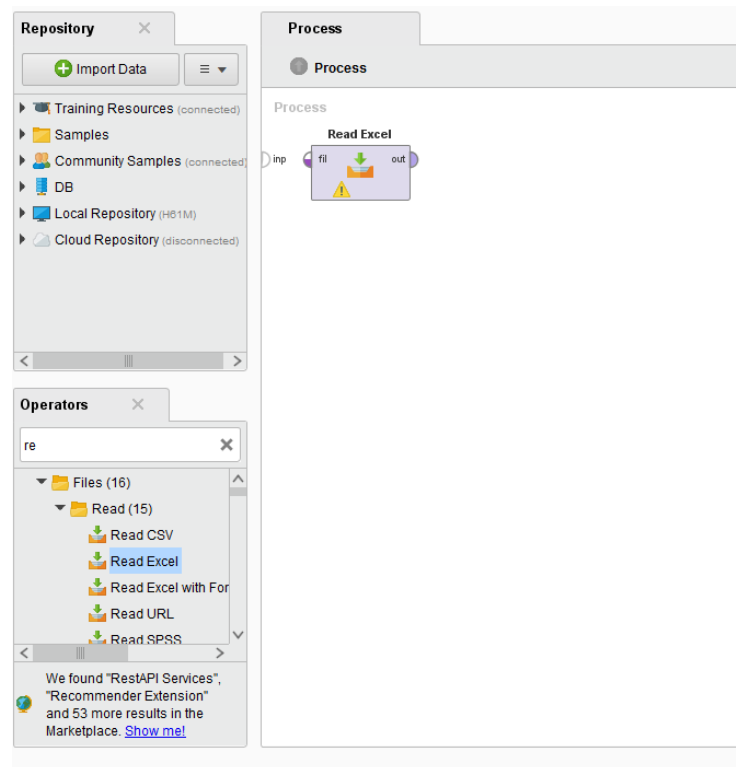 Repository
Import Data
Training Resources (connected)
Samples
Community Samples (connected)
DB
Local Repository (H61M)
Cloud Repository (disconnected)
Operators
re
Files (16)
Read (15)
Read CSV
Read Excel
Read Excel with For
Read URL
Read SPSS
We found "RestAPI Services",
"Recommender Extension"
and 53 more results in the
Marketplace. Show me!
Process
Process
Process
Read Excel
inp fil out